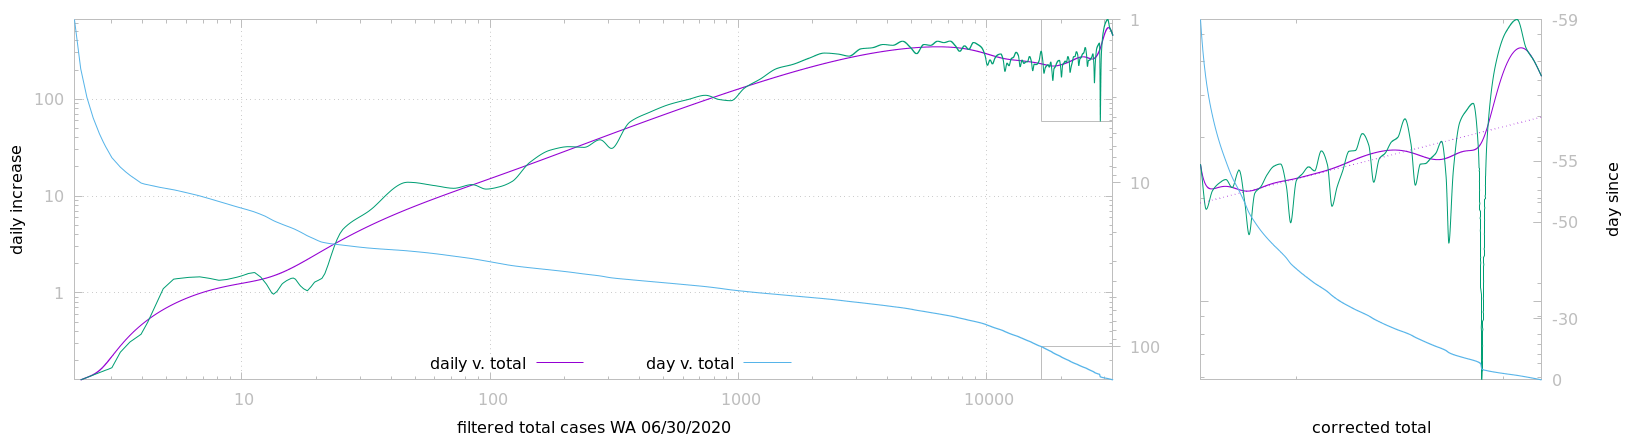 daily increase
100
10
1
10
100
1000
10000
1
10
100
daily v. total
day v. total
filtered total cases WA 06/30/2020
-59
-55
-50
-30
0
day since
corrected total